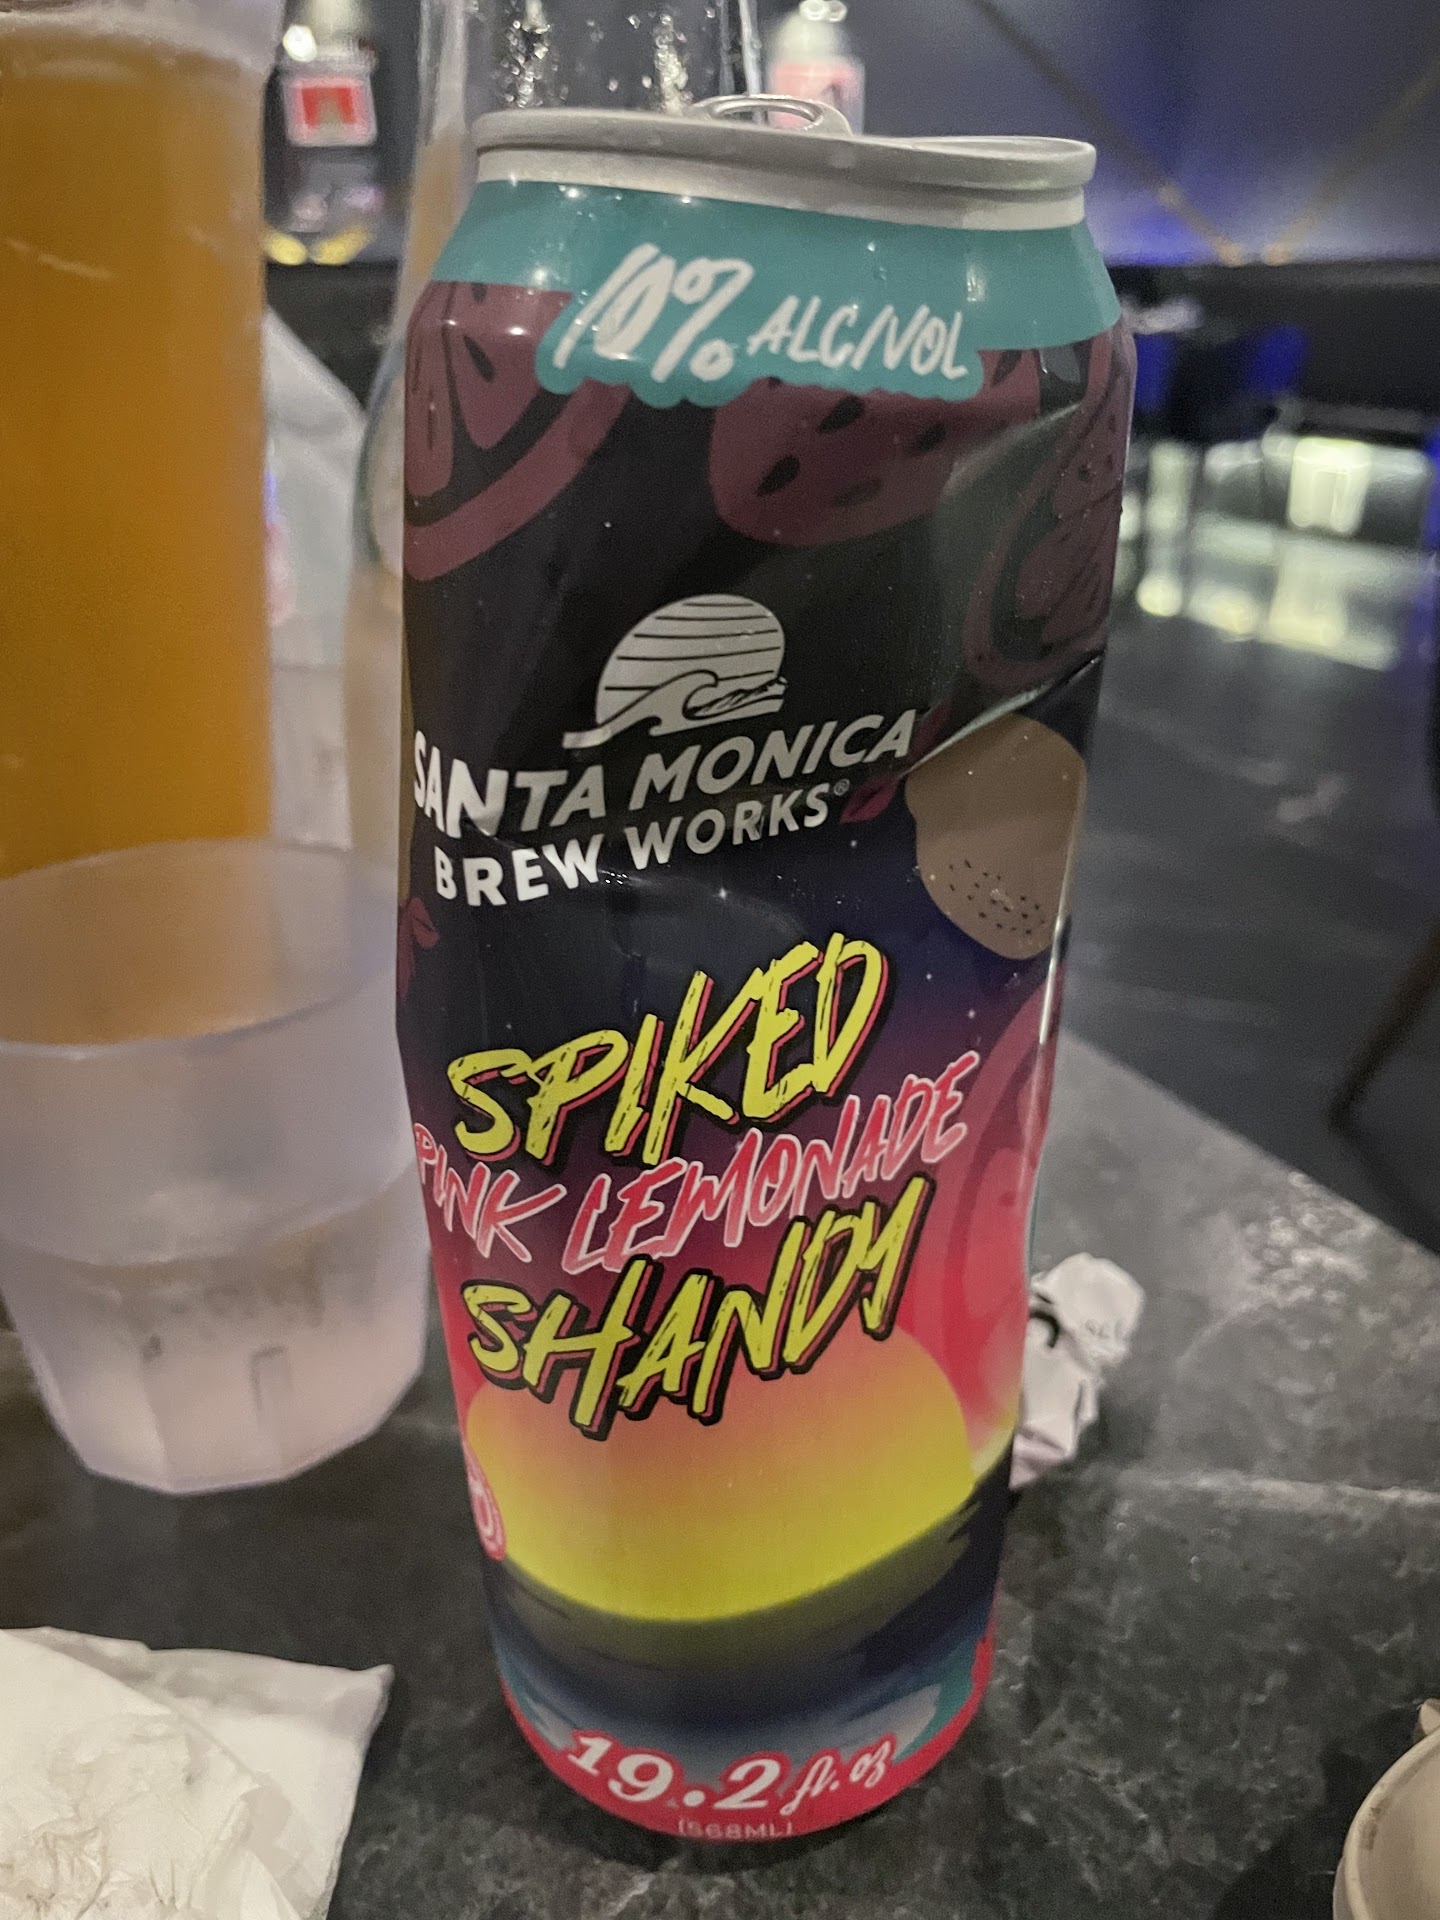 10% ALC/VOL
SANTA MONICA
BREW WORKS®
SPIKED
PINK LEMONADE
SHANDY
19.2 fl. oz
(568ML)